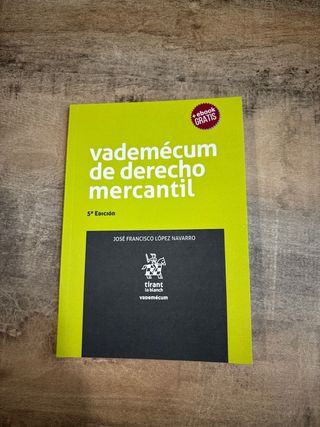 + ebook
GRATIS
vademécum
de derecho
mercantil
5ª Edición
JOSÉ FRANCISCO LÓPEZ NAVARRO
tirant
lo blanch
vademécum